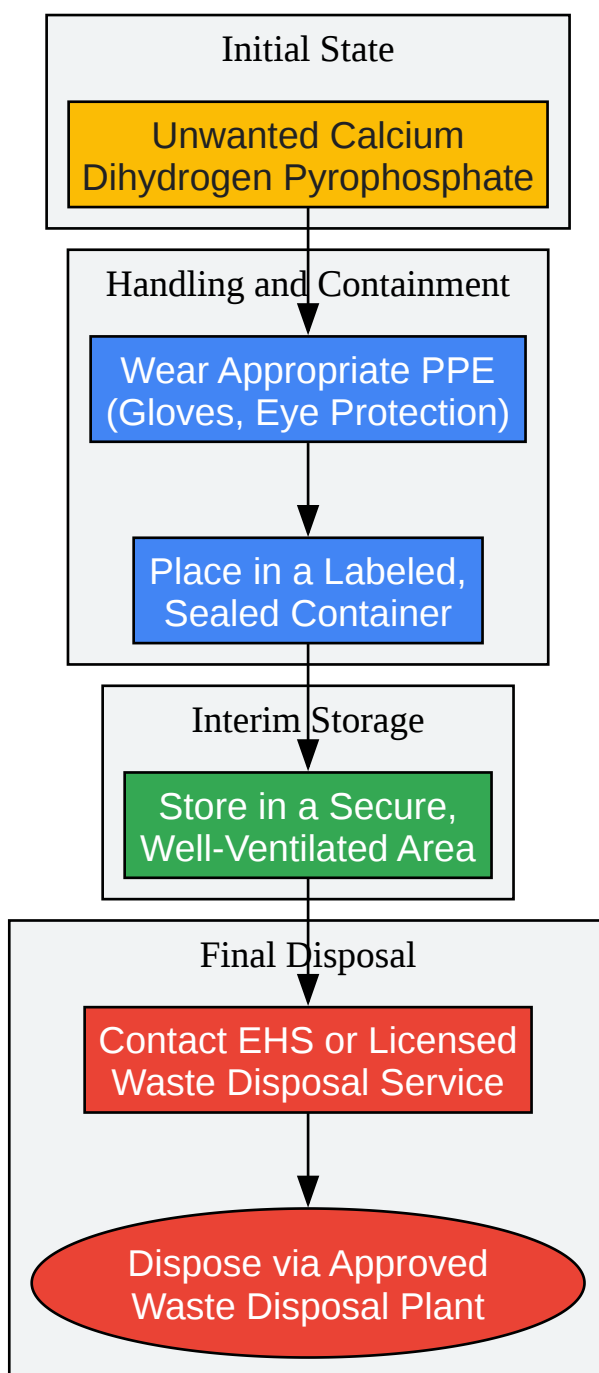 Initial State
Unwanted Calcium
Dihydrogen Pyrophosphate
Handling and Containment
Wear Appropriate PPE
(Gloves, Eye Protection)
Place in a Labeled,
Sealed Container
Interim Storage
Store in a Secure,
Well-Ventilated Area
Final Disposal
Contact EHS or Licensed
Waste Disposal Service
Dispose via Approved
Waste Disposal Plant